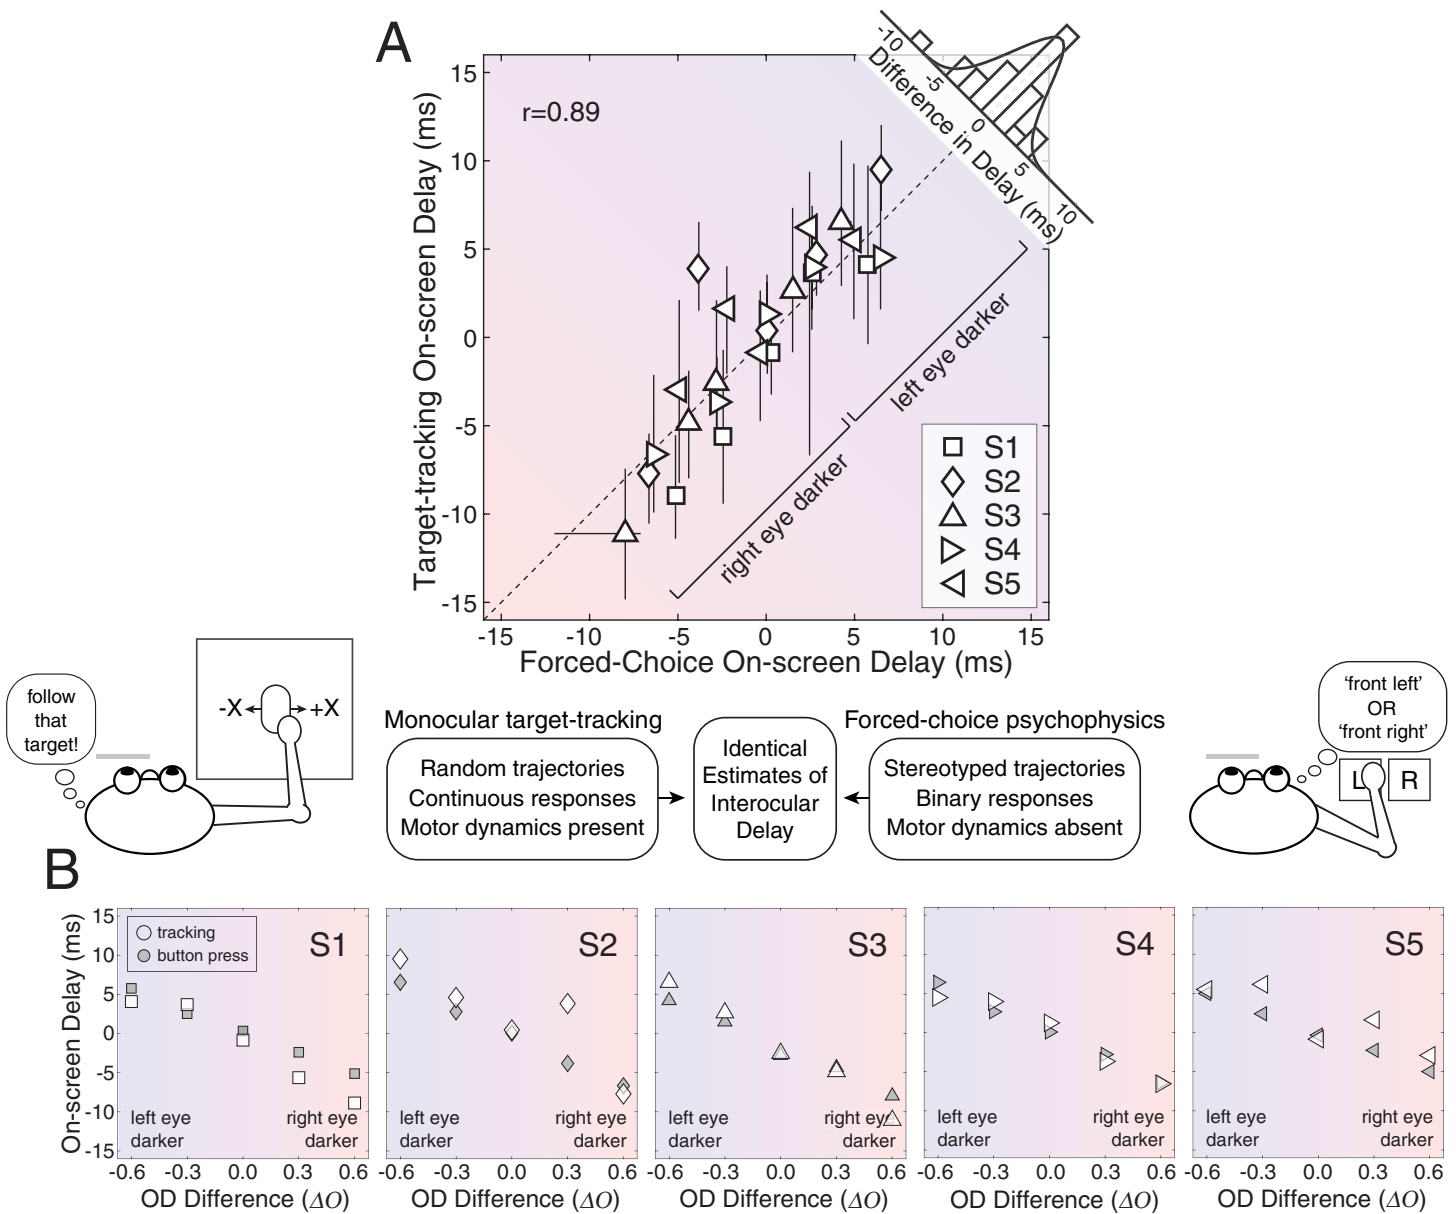 A
Target-tracking On-screen Delay (ms)
15
10
5
0
-5
-10
-15
r=0.89
-10
-5
0
5
10
Difference in Delay (ms)
left eye darker
right eye darker
S1
S2
S3
S4
S5
-15
-10
-5
0
5
10
15
Forced-Choice On-screen Delay (ms)
follow
that
target!
-X
+X
Monocular target-tracking
Random trajectories
Continuous responses
Motor dynamics present
Identical
Estimates of
Interocular
Delay
Forced-choice psychophysics
Stereotyped trajectories
Binary responses
Motor dynamics absent
‘front left’
OR
‘front right’
L
R
B
On-screen Delay (ms)
15
10
5
0
-5
-10
-15
tracking
button press
S1
left eye
darker
right eye
darker
-0.6 -0.3 0.0 0.3 0.6
OD Difference (ΔO)
S2
left eye
darker
right eye
darker
-0.6 -0.3 0.0 0.3 0.6
OD Difference (ΔO)
S3
left eye
darker
right eye
darker
-0.6 -0.3 0.0 0.3 0.6
OD Difference (ΔO)
S4
left eye
darker
right eye
darker
-0.6 -0.3 0.0 0.3 0.6
OD Difference (ΔO)
S5
left eye
darker
right eye
darker
-0.6 -0.3 0.0 0.3 0.6
OD Difference (ΔO)